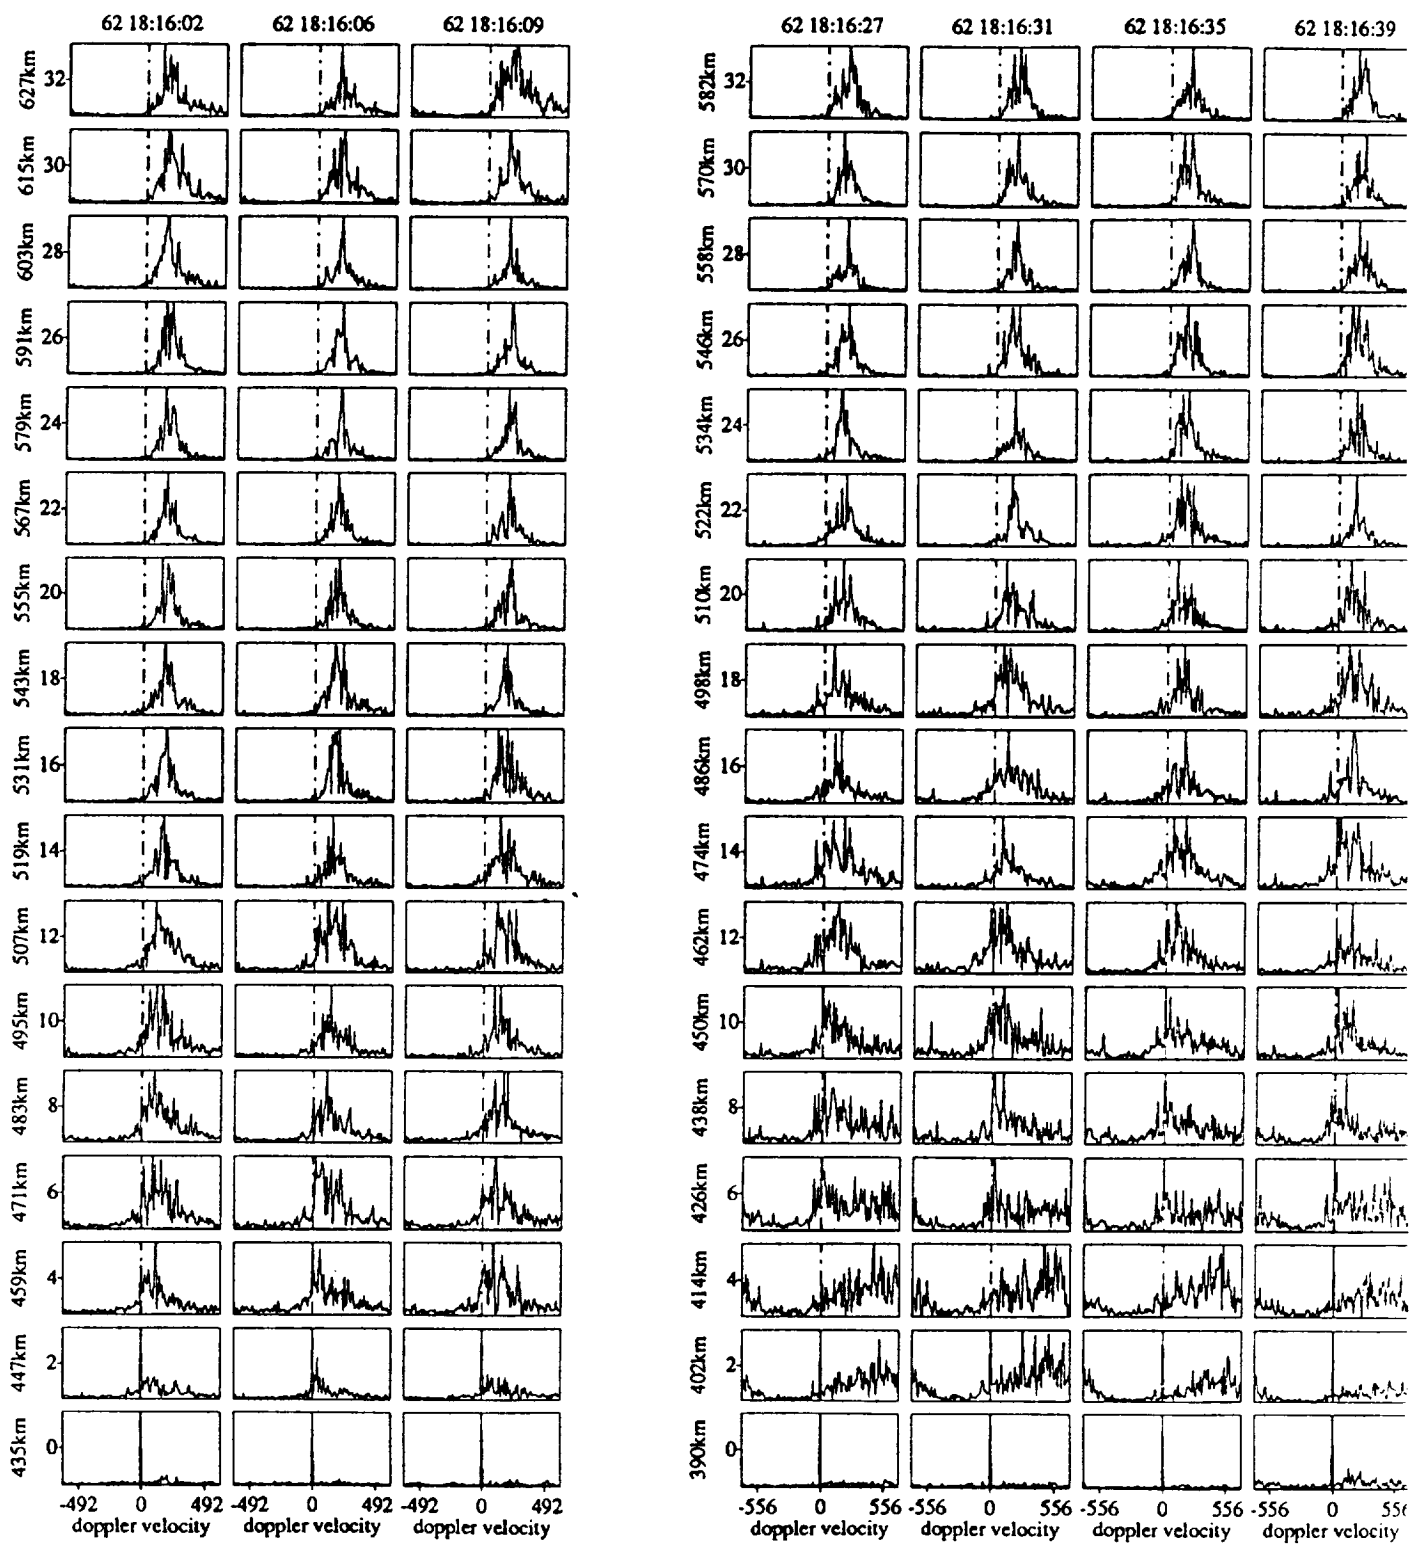 62 18:16:02 62 18:16:06 62 18:16:09
627km 32
615km 30
603km 28
591km 26
579km 24
567km 22
555km 20
543km 18
531km 16
519km 14
507km 12
495km 10
483km 8
471km 6
459km 4
447km 2
435km 0
-492 0 492 -492 0 492 -492 0 492
doppler velocity doppler velocity doppler velocity
62 18:16:27 62 18:16:31 62 18:16:35 62 18:16:39
582km 32
570km 30
558km 28
546km 26
534km 24
522km 22
510km 20
498km 18
486km 16
474km 14
462km 12
450km 10
438km 8
426km 6
414km 4
402km 2
390km 0
-556 0 556 -556 0 556 -556 0 556 -556 0 556
doppler velocity doppler velocity doppler velocity doppler velocity